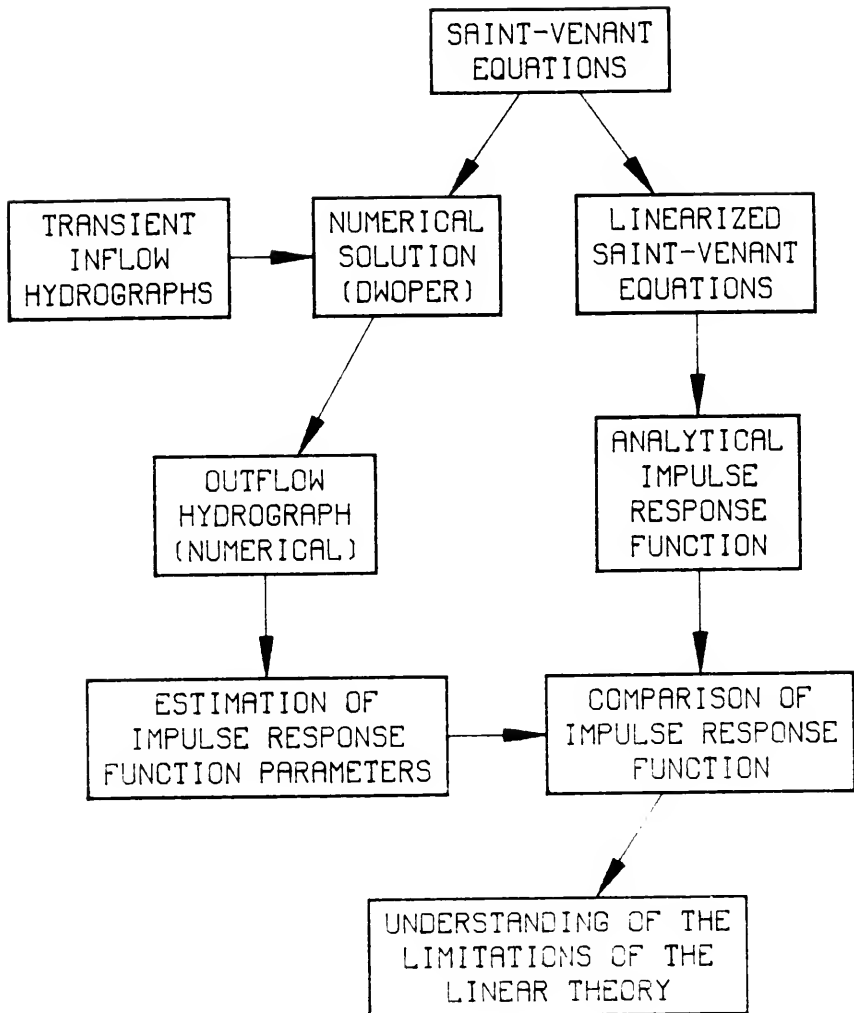 SAINT-VENANT
EQUATIONS
TRANSIENT
INFLOW
HYDROGRAPHS
NUMERICAL
SOLUTION
(DWOPER)
LINEARIZED
SAINT-VENANT
EQUATIONS
OUTFLOW
HYDROGRAPH
(NUMERICAL)
ANALYTICAL
IMPULSE
RESPONSE
FUNCTION
ESTIMATION OF
IMPULSE RESPONSE
FUNCTION PARAMETERS
COMPARISON OF
IMPULSE RESPONSE
FUNCTION
UNDERSTANDING OF THE
LIMITATIONS OF THE
LINEAR THEORY